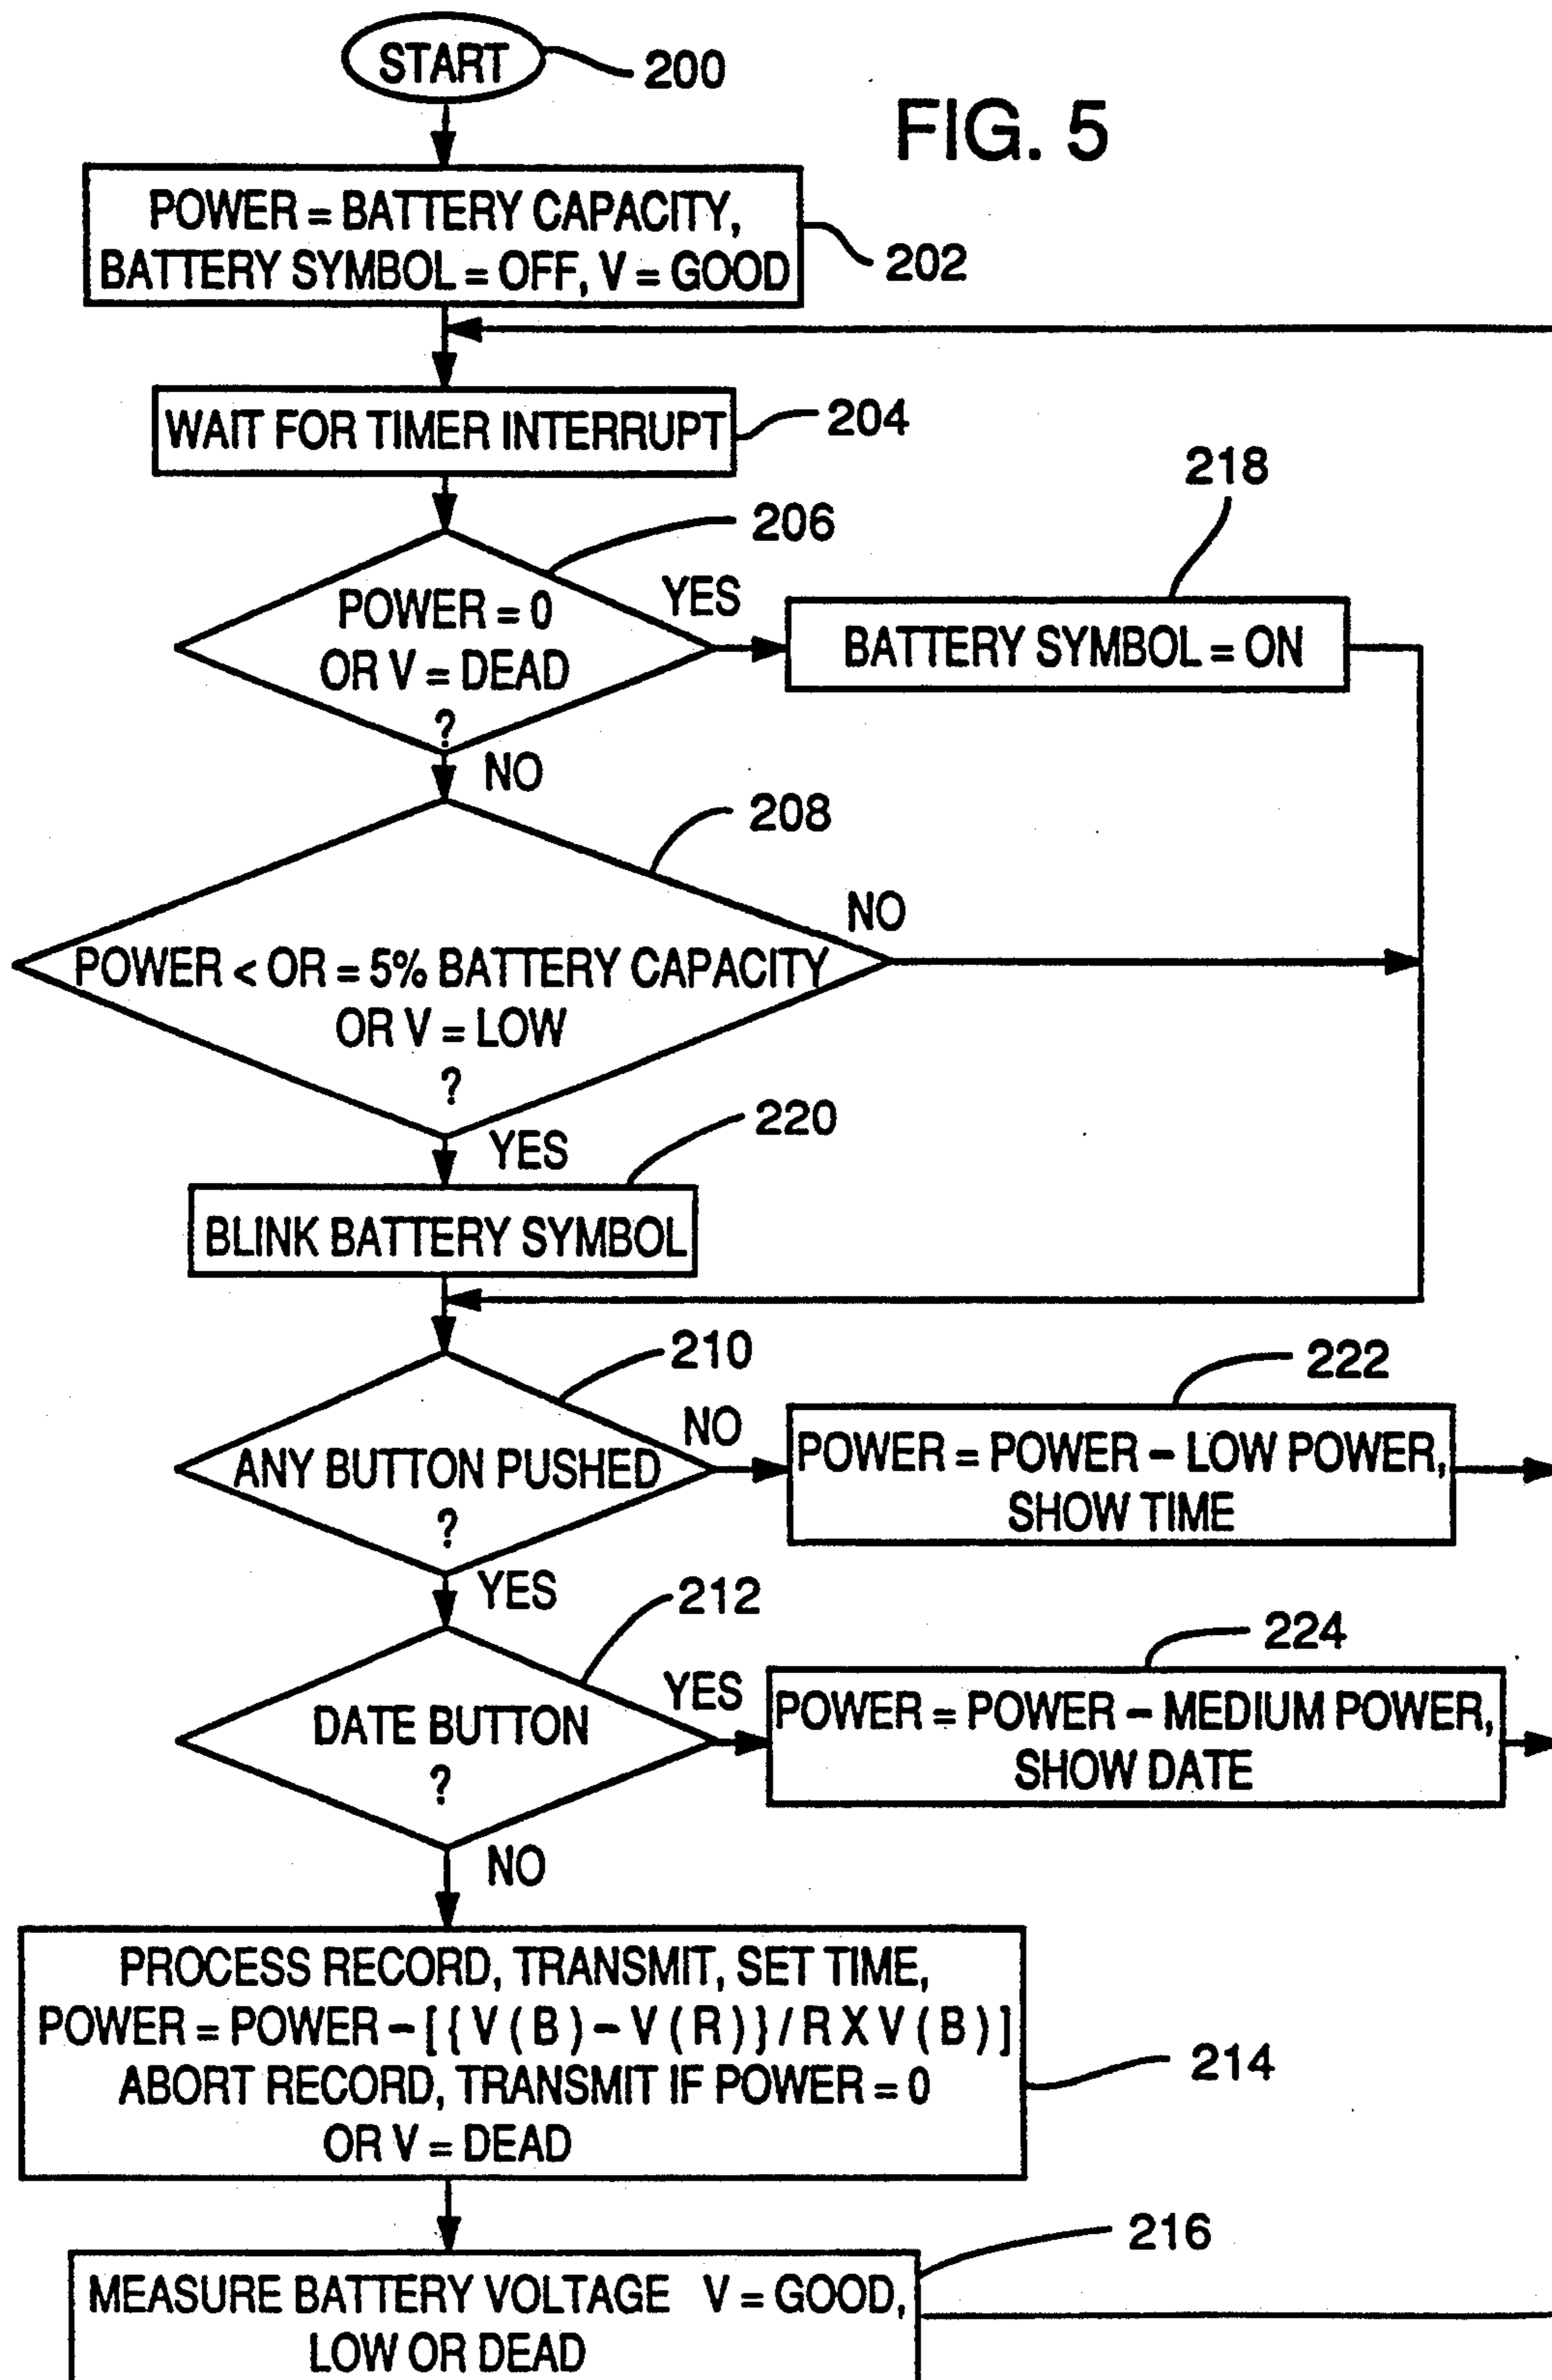 START
200
FIG. 5
POWER = BATTERY CAPACITY,
BATTERY SYMBOL = OFF, V = GOOD
202
WAIT FOR TIMER INTERRUPT
204
206
218
POWER = 0
OR V = DEAD
?
YES
BATTERY SYMBOL = ON
NO
208
POWER < OR = 5% BATTERY CAPACITY
OR V = LOW
?
NO
YES
220
BLINK BATTERY SYMBOL
210
222
ANY BUTTON PUSHED
?
NO
POWER = POWER – LOW POWER,
SHOW TIME
YES
212
224
DATE BUTTON
?
YES
POWER = POWER – MEDIUM POWER,
SHOW DATE
NO
PROCESS RECORD, TRANSMIT, SET TIME,
POWER = POWER – [ { V ( B ) – V ( R ) } / R X V ( B ) ]
ABORT RECORD, TRANSMIT IF POWER = 0
OR V = DEAD
214
216
MEASURE BATTERY VOLTAGE V = GOOD,
LOW OR DEAD